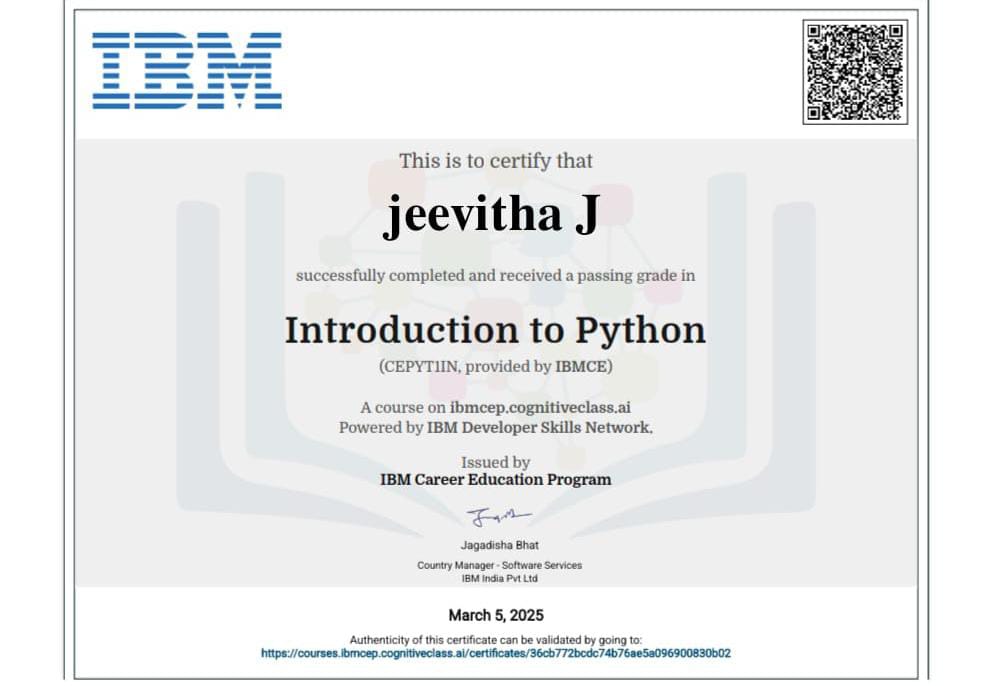 IBM
This is to certify that
jeevitha J
successfully completed and received a passing grade in
Introduction to Python
(CEPYT1IN, provided by IBMCE)
A course on ibmcep.cognitiveclass.ai
Powered by IBM Developer Skills Network.
Issued by
IBM Career Education Program
Jagadisha Bhat
Country Manager - Software Services
IBM India Pvt Ltd
March 5, 2025
Authenticity of this certificate can be validated by going to:
https://courses.ibmcep.cognitiveclass.ai/certificates/36cb772bcdc74b76ae5a096900830b02